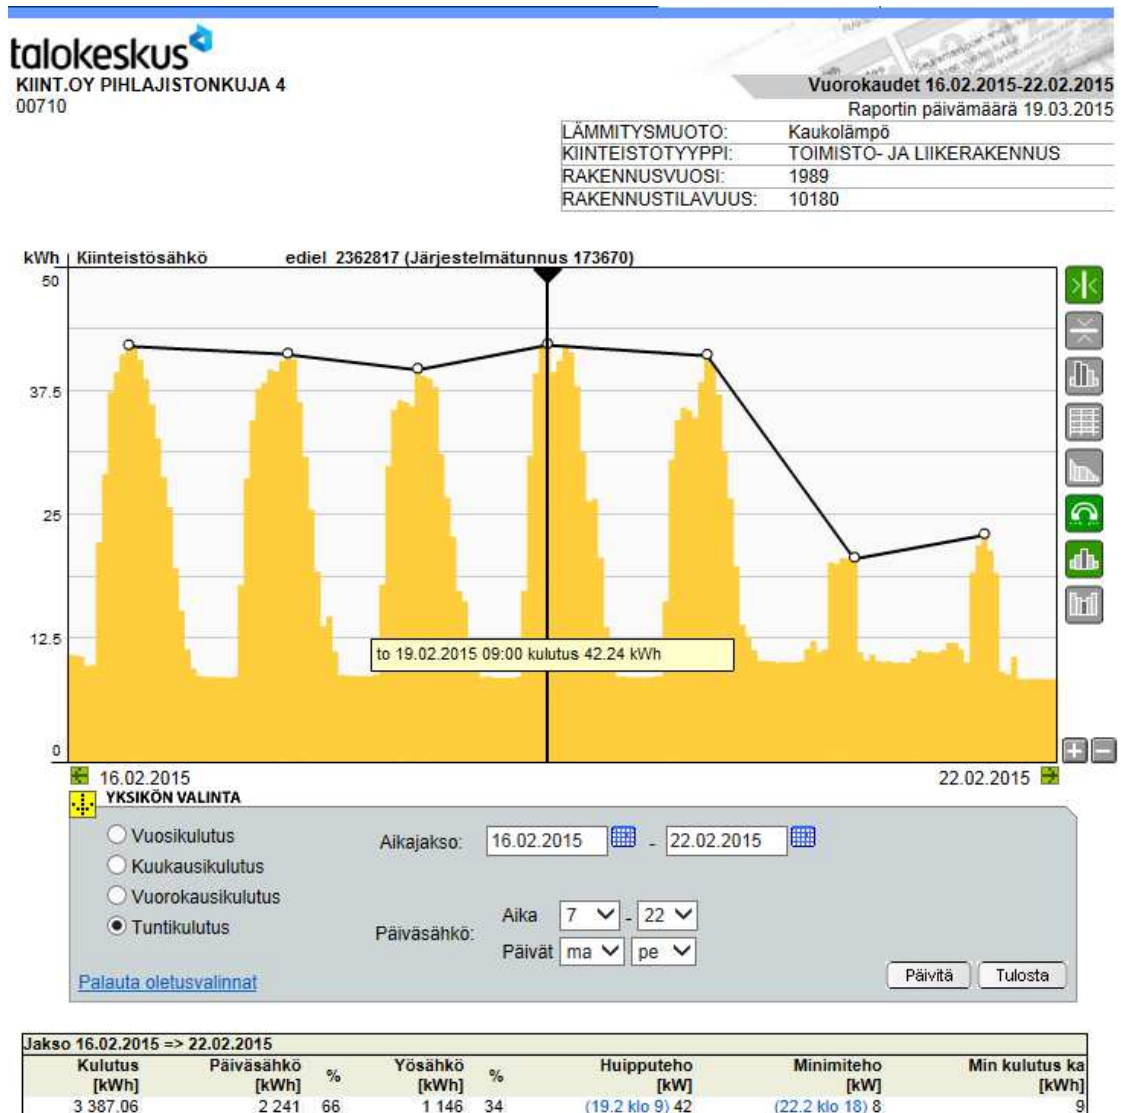 talokeskus
KIINT.OY PIHLAJISTONKUJA 4
00710
Vuorokaudet 16.02.2015-22.02.2015
Raportin päivämäärä 19.03.2015
LÄMMITYSMUOTO: Kaukolämpö
KIINTEISTOTYYPPI: TOIMISTO- JA LIIKERAKENNUS
RAKENNUSVUOSI: 1989
RAKENNUSTILAVUUS: 10180
kWh Kiinteistösähkö ediel 2362817 (Järjestelmätunnus 173670)
50
37.5
25
12.5
to 19.02.2015 09:00 kulutus 42.24 kWh
0
16.02.2015 22.02.2015
YKSIKÖN VALINTA
Vuosikulutus
Kuukausikulutus
Vuorokausikulutus
Tuntikulutus
Aikajakso: 16.02.2015 - 22.02.2015
Päiväsähkö:
Aika 7 - 22
Päivät ma pe
Palauta oletusvalinnat
Päivitä Tulosta
Jakso 16.02.2015 => 22.02.2015
Kulutus Päiväsähkö % Yösähkö % Huipputeho Minimiteho Min kulutus ka
[kWh] [kWh] [kWh] [kW] [kW] [kWh]
3 387.06 2 241 66 1 146 34 (19.2 klo 9) 42 (22.2 klo 18) 8 9